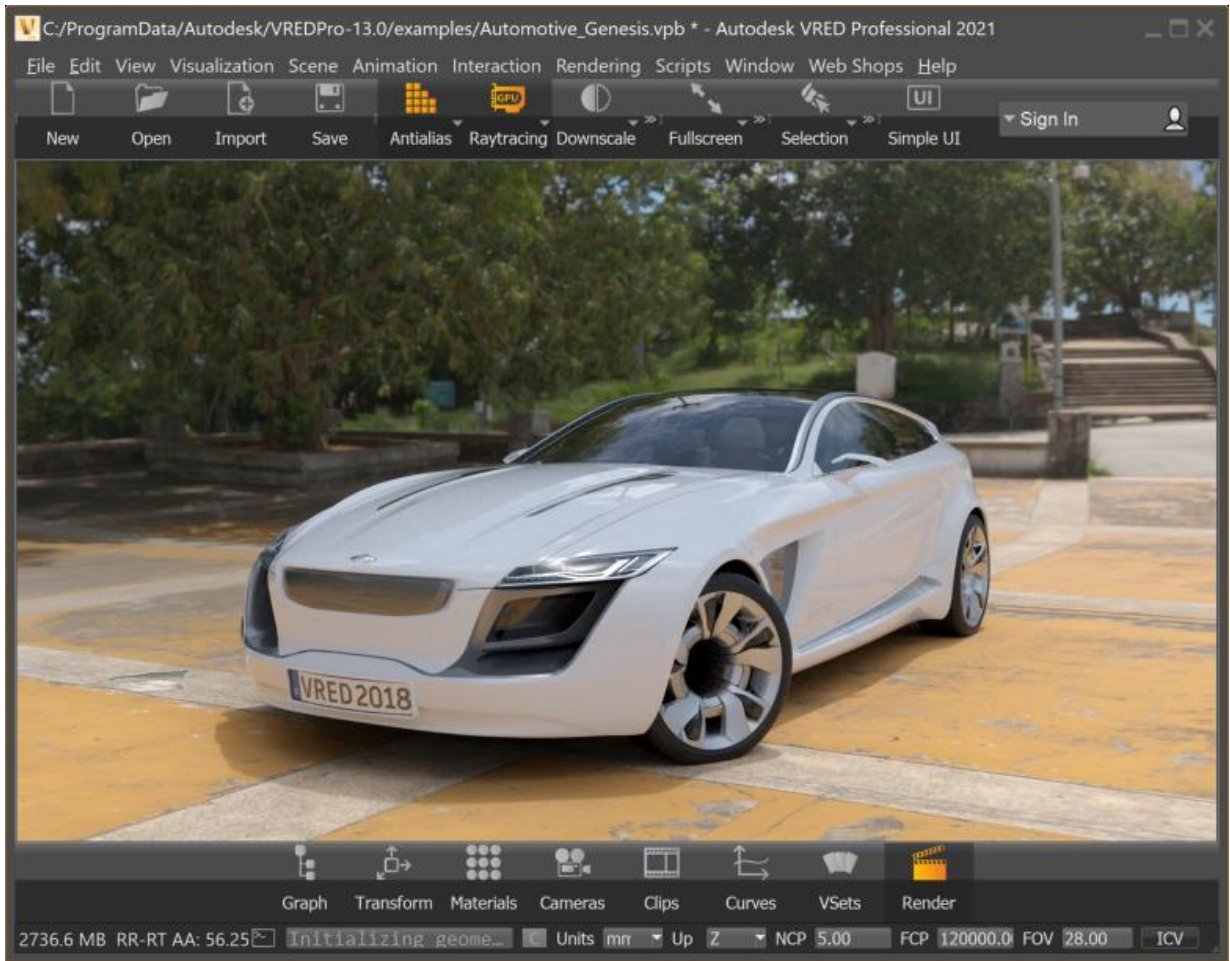 C:/ProgramData/Autodesk/VREDPro-13.0/examples/Automotive_Genesis.vpb * - Autodesk VRED Professional 2021
File Edit View Visualization Scene Animation Interaction Rendering Scripts Window Web Shops Help
GPU UI
New Open Import Save Antialias Raytracing Downscale Fullscreen Selection Simple UI Sign In
VRED2018
Graph Transform Materials Cameras Clips Curves VSets Render
2736.6 MB RR-RT AA: 56.25 Initializing geome... C Units mm Up Z NCP 5.00 FCP 120000.0 FOV 28.00 ICV